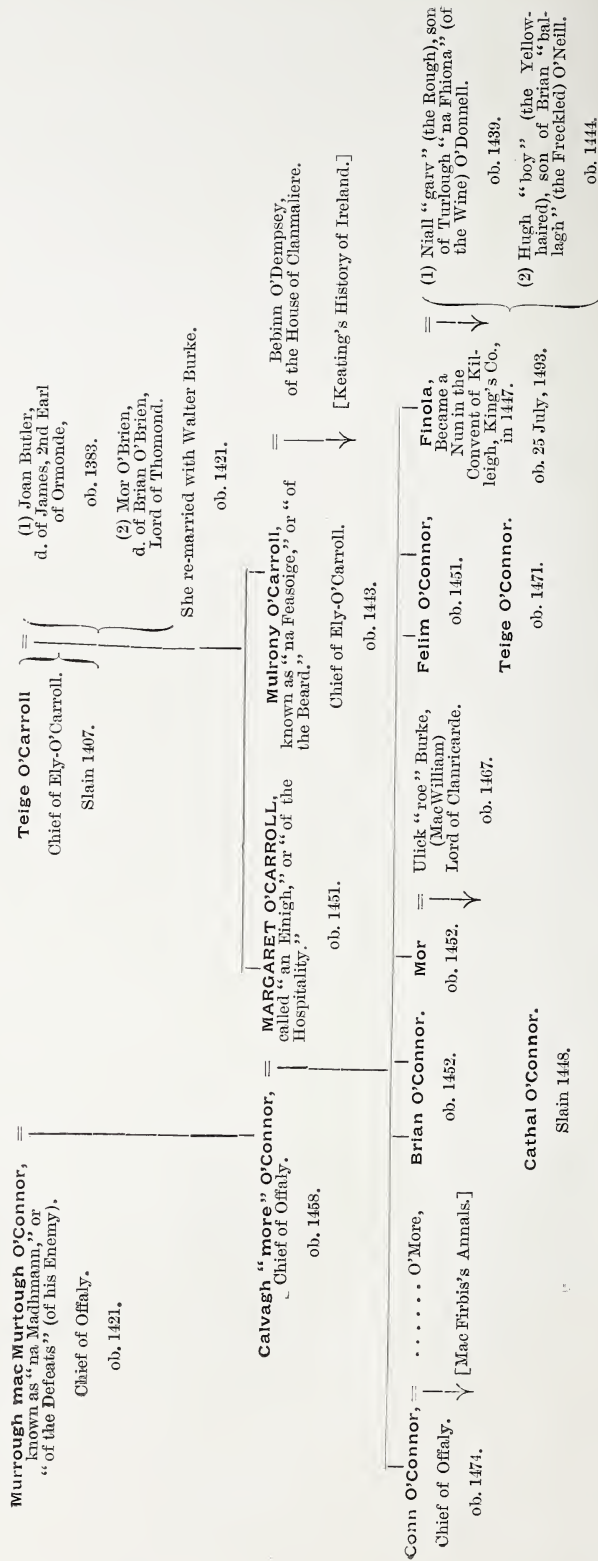 Murrough mac Murtough O'Connor,
known as "na Madhmann," or
"of the Defeats" (of his Enemy).
Chief of Offaly.
ob. 1421.
=
Teige O'Carroll
Chief of Ely-O'Carroll.
Slain 1407.
=
(1) Joan Butler,
d. of James, 2nd Earl
of Ormonde,
ob. 1383.
(2) Mor O'Brien,
d. of Brian O'Brien,
Lord of Thomond.
She re-married with Walter Burke.
ob. 1421.
Calvagh "more" O'Connor,
Chief of Offaly.
ob. 1458.
=
MARGARET O'CARROLL,
called "an Einigh," or "of the
Hospitality."
ob. 1451.
Mulrony O'Carroll,
known as "na Feasoige," or "of
the Beard."
Chief of Ely-O'Carroll.
ob. 1443.
=
Bebinn O'Dempsey,
of the House of Clanmaliere.
[Keating's History of Ireland.]
Conn O'Connor,
Chief of Offaly.
ob. 1474.
=
. . . . . . O'More,
[Mac Firbis's Annals.]
Brian O'Connor.
ob. 1452.
Cathal O'Connor.
Slain 1448.
Mor
ob. 1452.
=
Ulick "roe" Burke,
(MacWilliam)
Lord of Clanricarde.
ob. 1467.
Felim O'Connor,
ob. 1451.
Teige O'Connor.
ob. 1471.
Finola,
Became a
Nun in the
Convent of Kil-
leigh, King's Co.,
in 1447.
ob. 25 July, 1493.
=
(1) Niall "garv" (the Rough), son
of Turlough "na Fhiona" (of
the Wine) O'Donnell.
ob. 1439.
(2) Hugh "boy" (the Yellow-
haired), son of Brian "bal-
lagh" (the Freckled) O'Neill.
ob. 1444.